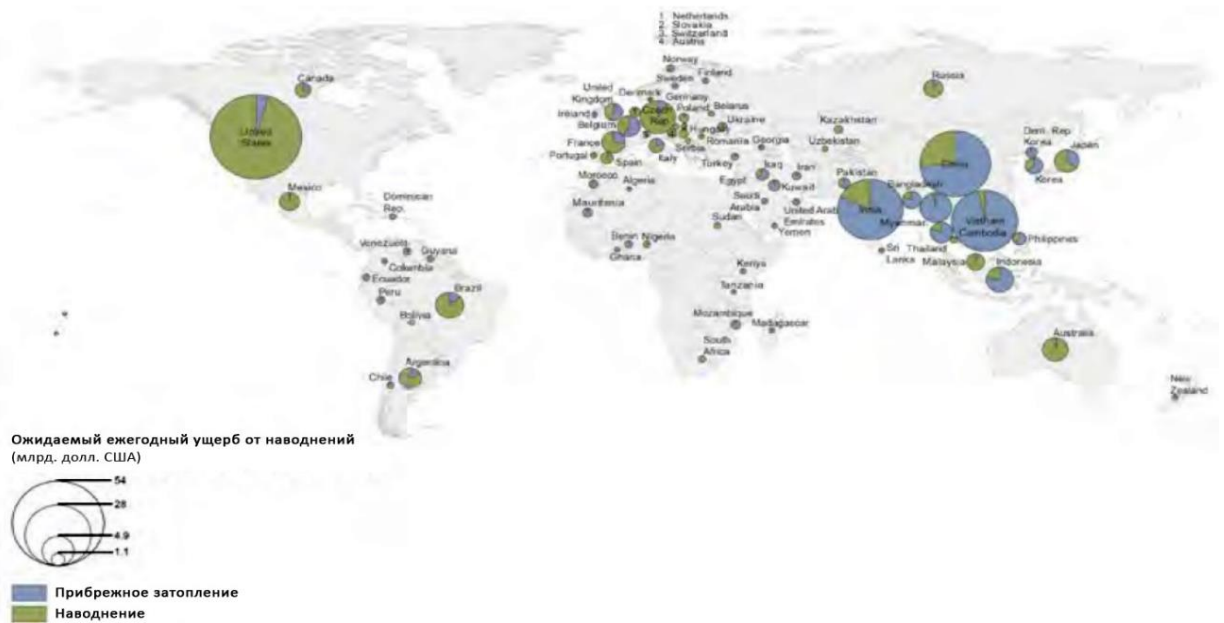 1. Netherlands
2. Slovakia
3. Switzerland
4. Austria
Norway
Sweden
Finland
Russia
Canada
United
Kingdom
Denmark
Germany
Ireland
Poland
Belarus
Czech
Rep
United
States
Belgium
Ukraine
Kazakhstan
Hungary
Dem. Rep
Korea
Japan
France
Romania
Georgia
Uzbekistan
Serbia
China
Portugal
Spain
Italy
Turkey
Iraq
Iran
Pakistan
Korea
Mexico
Morocco
Algeria
Egypt
Kuwait
Bangladesh
Dominican
Rep.
Mauritania
Saudi
Arabia
United Arab
Emirates
India
Myanmar
Vietnam
Cambodia
Sudan
Yemen
Venezuela
Guyana
Benin
Nigeria
Ghana
Sri
Lanka
Thailand
Philippines
Malaysia
Indonesia
Columbia
Ecuador
Kenya
Peru
Brazil
Tanzania
Bolivia
Mozambique
Madagascar
South
Africa
Australia
Chile
Argentina
New
Zealand
Ожидаемый ежегодный ущерб от наводнений
(млрд. долл. США)
54
28
4.9
1.1
Прибрежное затопление
Наводнение